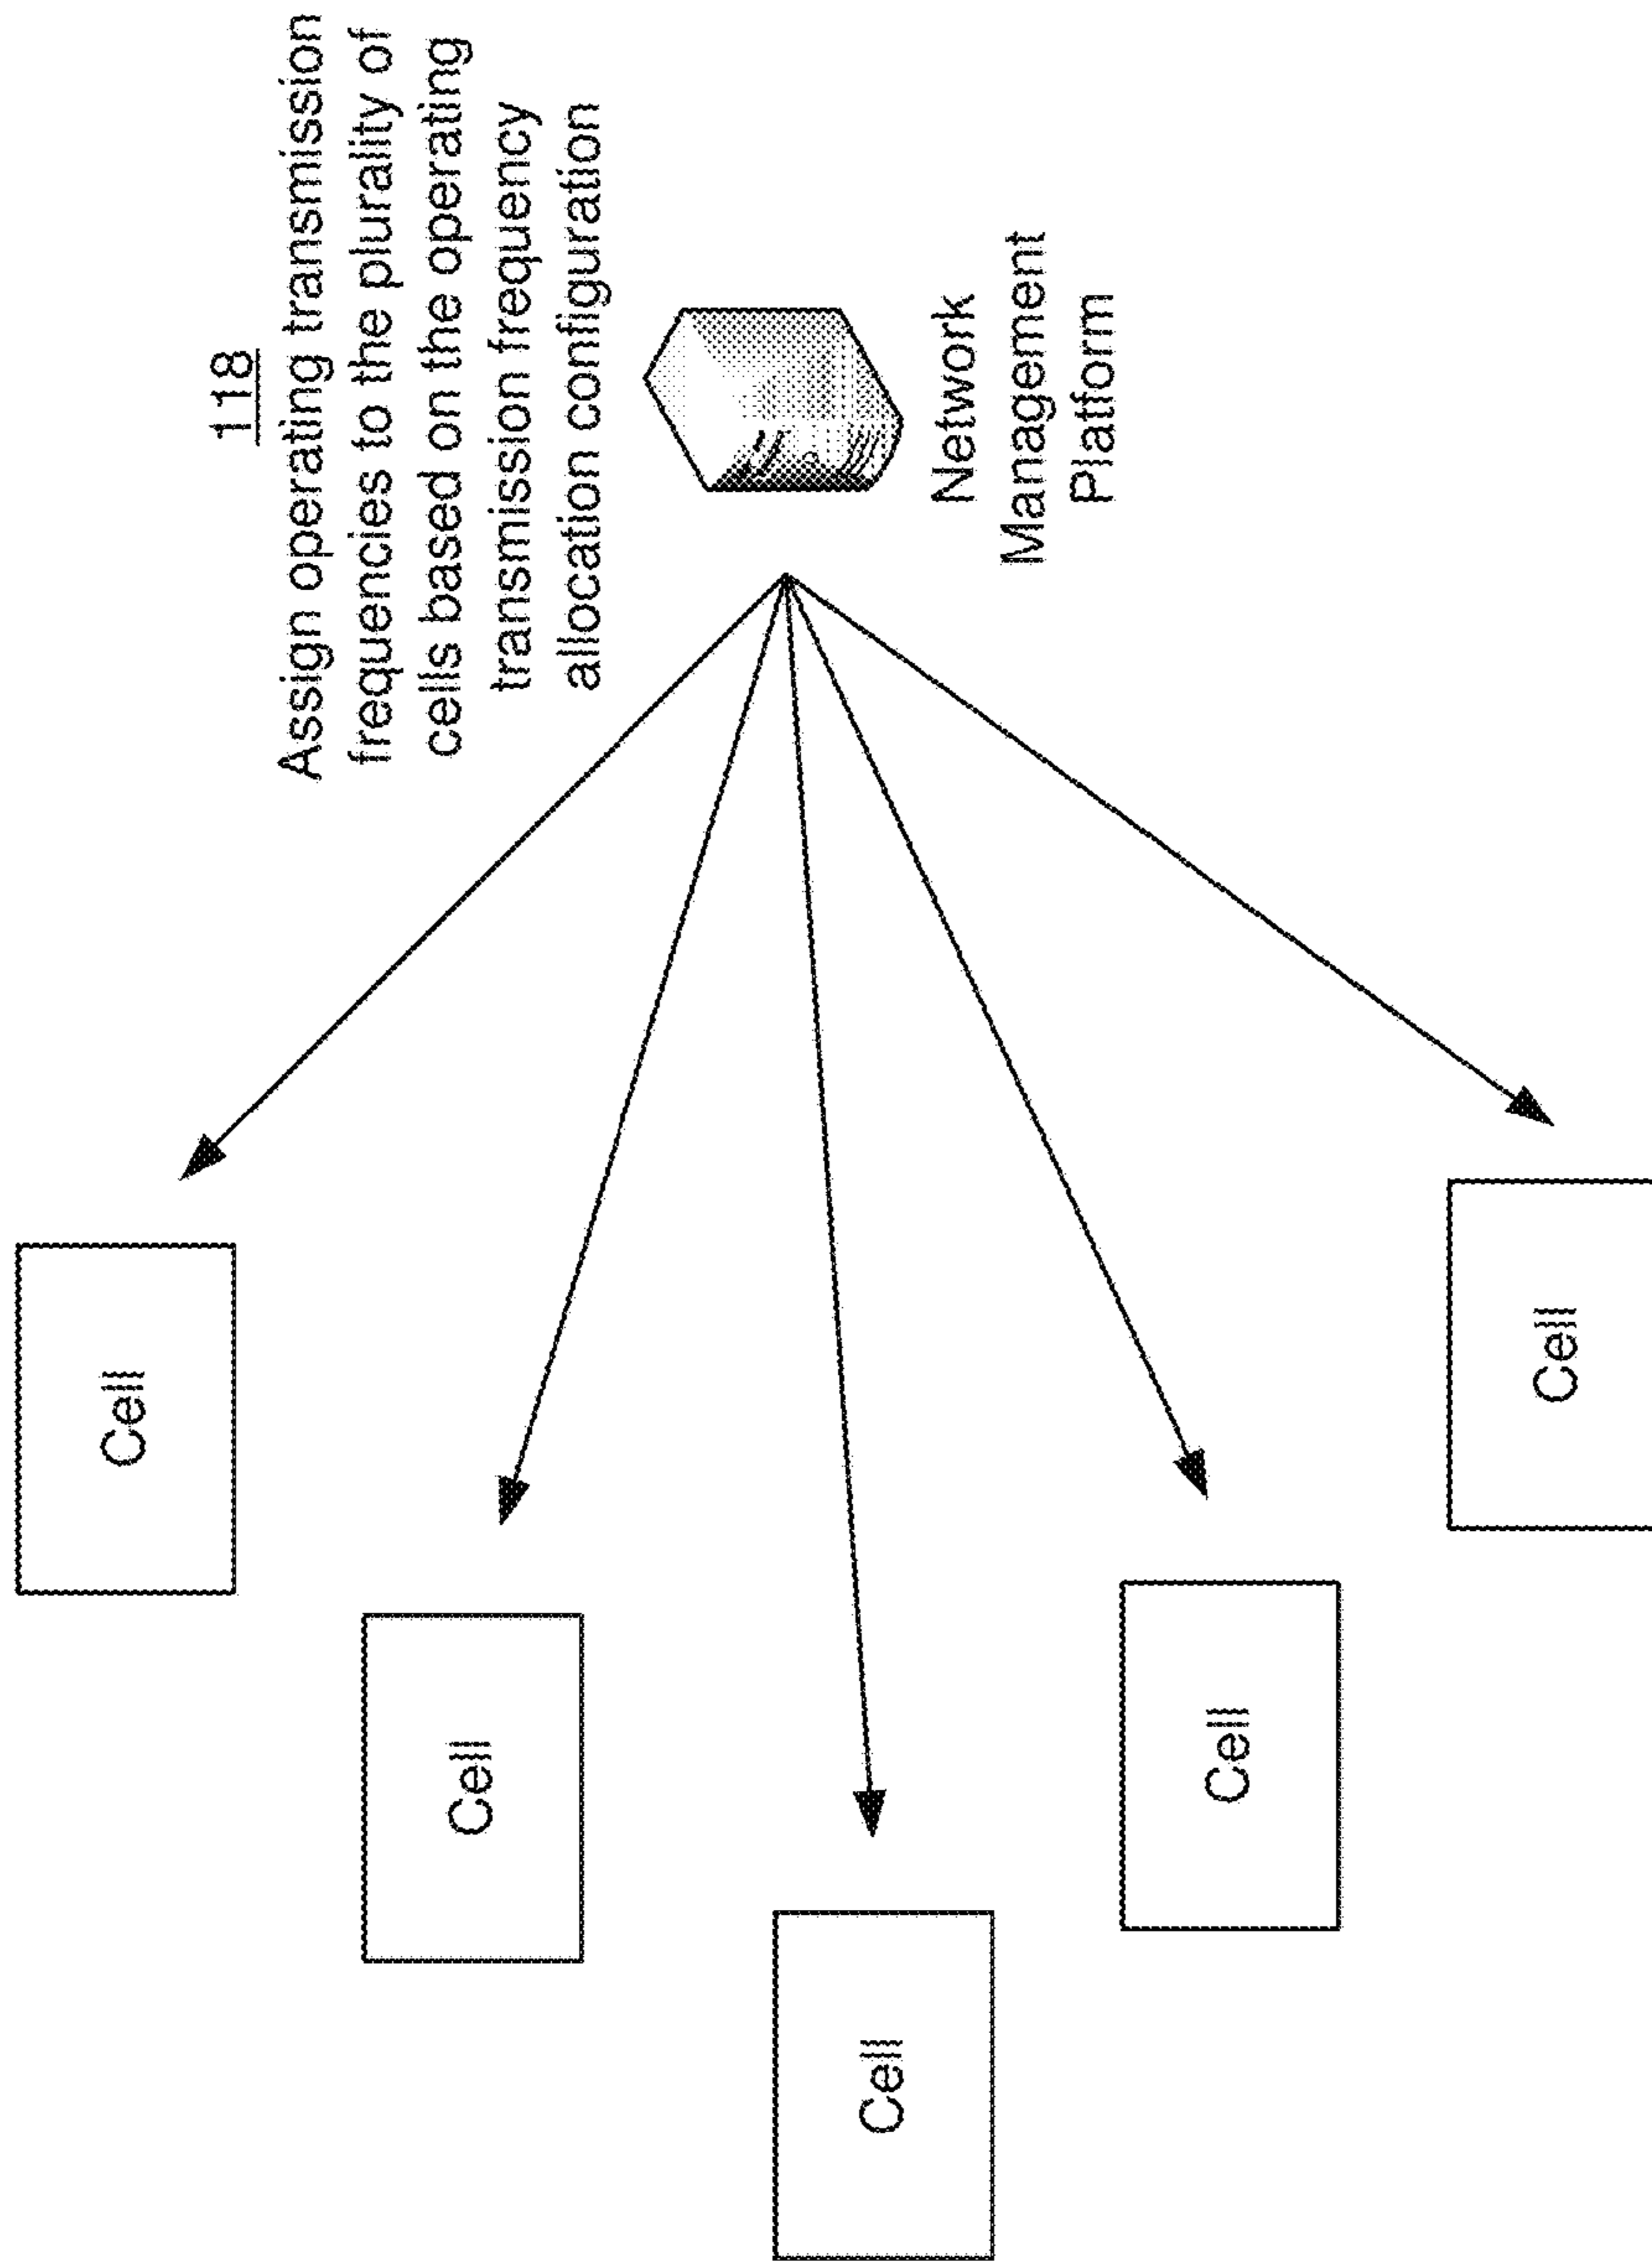 118
Assign operating transmission
frequencies to the plurality of
cells based on the operating
transmission frequency
allocation configuration
Network
Management
Platform
Cell
Cell
Cell
Cell
Cell